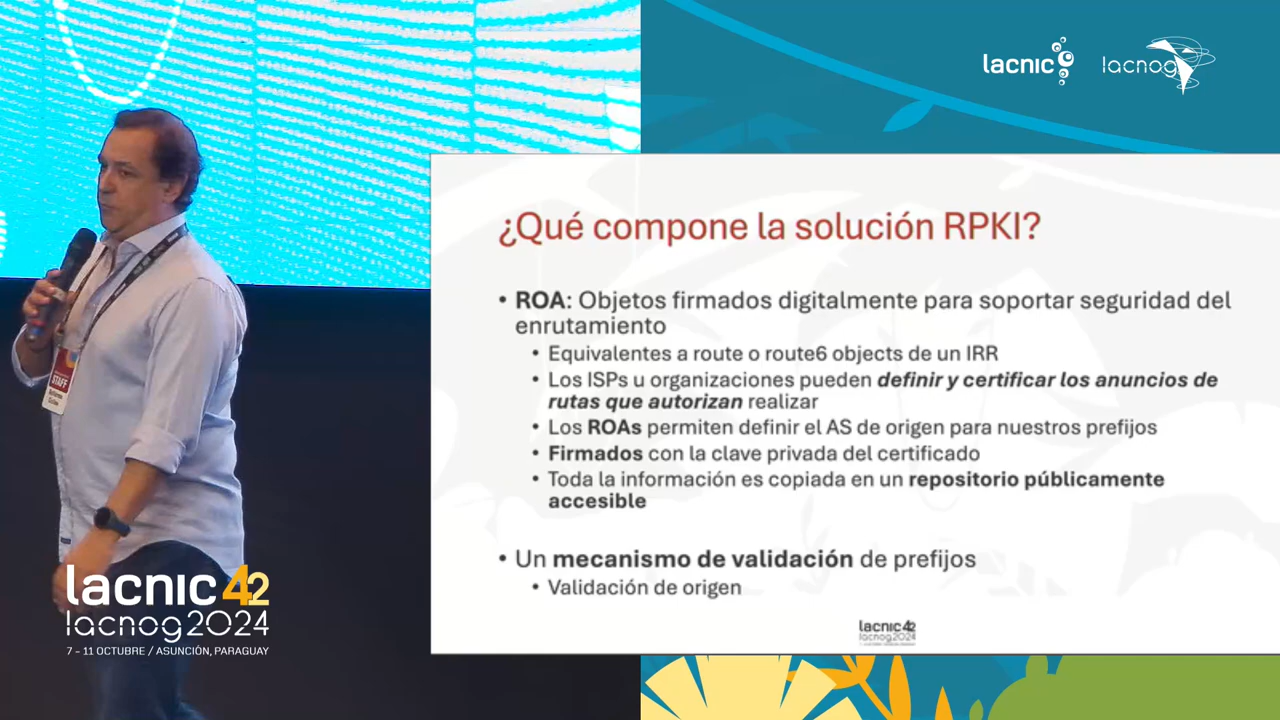 lacnic
lacnog
¿Qué compone la solución RPKI?
• ROA: Objetos firmados digitalmente para soportar seguridad del
enrutamiento
• Equivalentes a route o route6 objects de un IRR
• Los ISPs u organizaciones pueden definir y certificar los anuncios de
rutas que autorizan realizar
• Los ROAs permiten definir el AS de origen para nuestros prefijos
• Firmados con la clave privada del certificado
• Toda la información es copiada en un repositorio públicamente
accesible
• Un mecanismo de validación de prefijos
• Validación de origen
lacnic42
lacnog2024
STAFF
lacnic42
lacnog2024
7 – 11 OCTUBRE / ASUNCIÓN, PARAGUAY